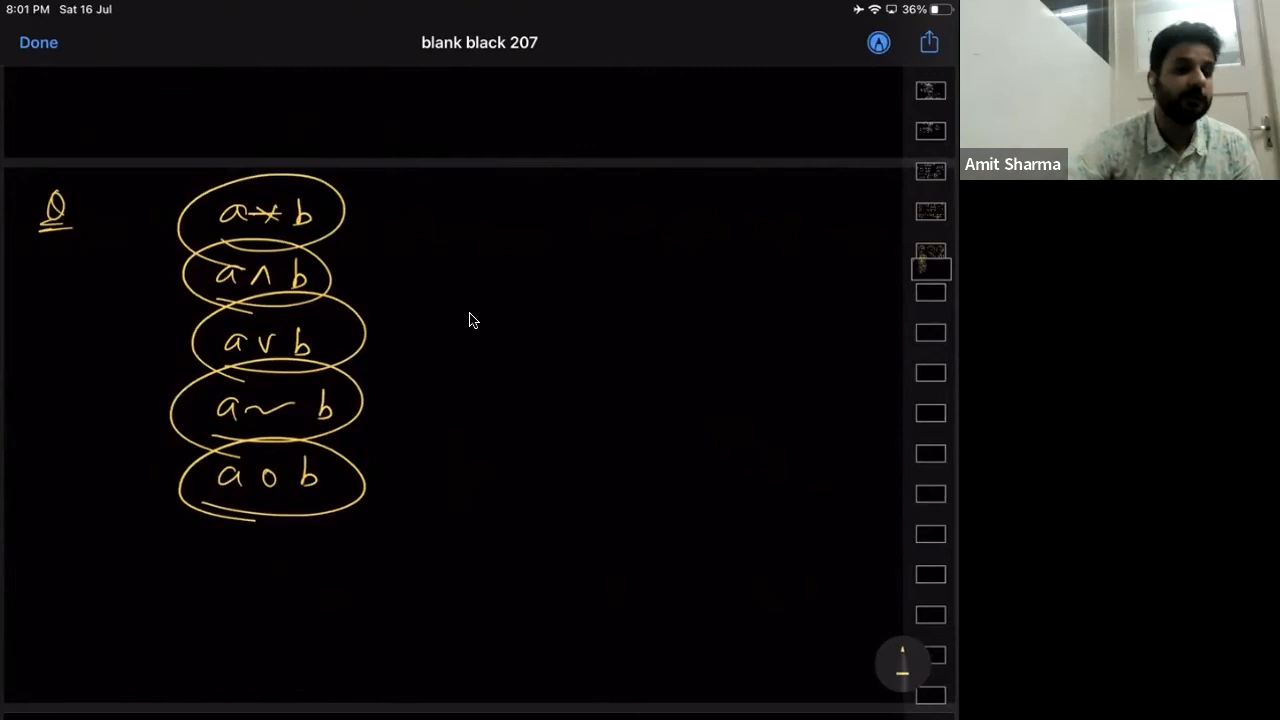 8:01 PM Sat 16 Jul 36%
Done blank black 207
Amit Sharma
Q a * b
a ∧ b
a ∨ b
a ~ b
a o b